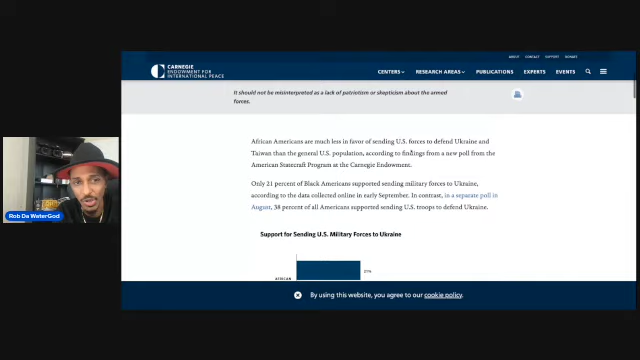 ABOUT CONTACT SUPPORT DONATE
CARNEGIE
ENDOWMENT FOR
INTERNATIONAL PEACE
CENTERS RESEARCH AREAS PUBLICATIONS EXPERTS EVENTS
It should not be misinterpreted as a lack of patriotism or skepticism about the armed
forces.
African Americans are much less in favor of sending U.S. forces to defend Ukraine and
Taiwan than the general U.S. population, according to findings from a new poll from the
American Statecraft Program at the Carnegie Endowment.
Only 21 percent of Black Americans supported sending military forces to Ukraine,
according to the data collected online in early September. In contrast, in a separate poll in
August, 38 percent of all Americans supported sending U.S. troops to defend Ukraine.
Support for Sending U.S. Military Forces to Ukraine
21%
AFRICAN
By using this website, you agree to our cookie policy.
Rob Da WaterGod